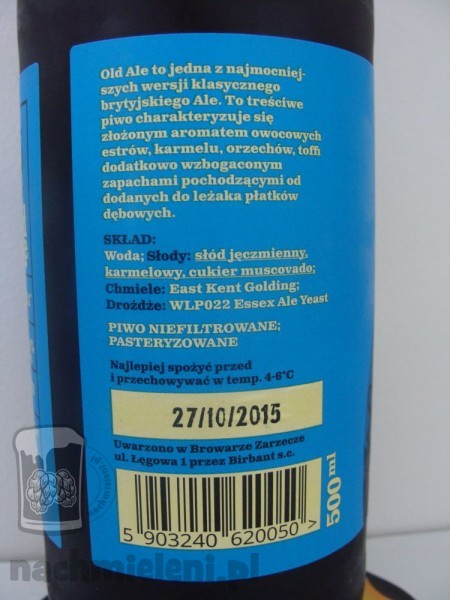 Old Ale to jedna z najmocniej-
szych wersji klasycznego
brytyjskiego Ale. To treściwe
piwo charakteryzuje się
złożonym aromatem owocowych
estrów, karmelu, orzechów, toffi
dodatkowo wzbogaconym
zapachami pochodzącymi od
dodanych do leżaka płatków
dębowych.
SKŁAD:
Woda; Słody: słód jęczmienny,
karmelowy, cukier muscovado;
Chmiele: East Kent Golding;
Drożdże: WLP022 Essex Ale Yeast
PIWO NIEFILTROWANE;
PASTERYZOWANE
Najlepiej spożyć przed
i przechowywać w temp. 4-6°C
27/10/2015
Uwarzono w Browarze Zarzecze
ul. Łęgowa 1 przez Birbant s.c.
500ml
5 903240 620050 >
nachmieleni.pl